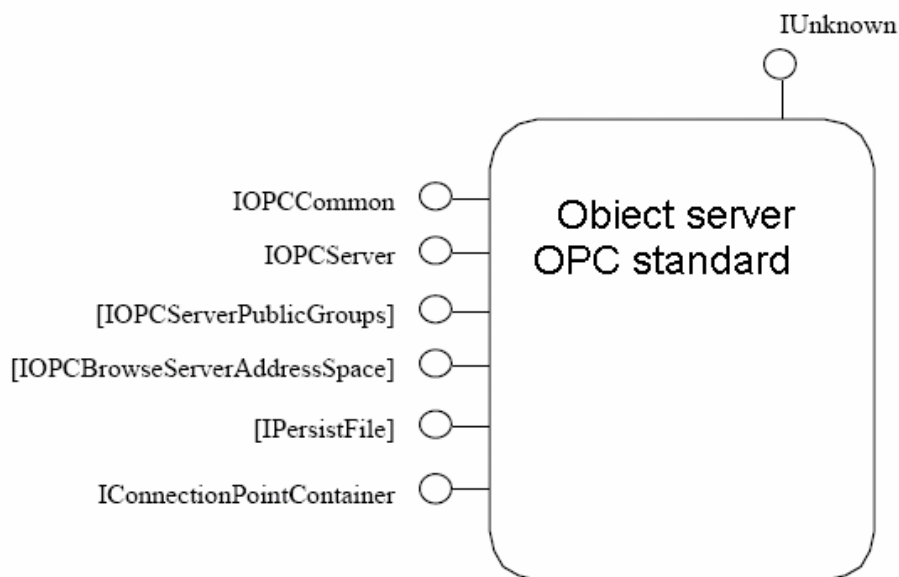 IUnknown
IOPCCommon
Obiect server
IOPCServer
OPC standard
[IOPCServerPublicGroups]
[IOPCBrowseServerAddressSpace]
[IPersistFile]
IConnectionPointContainer